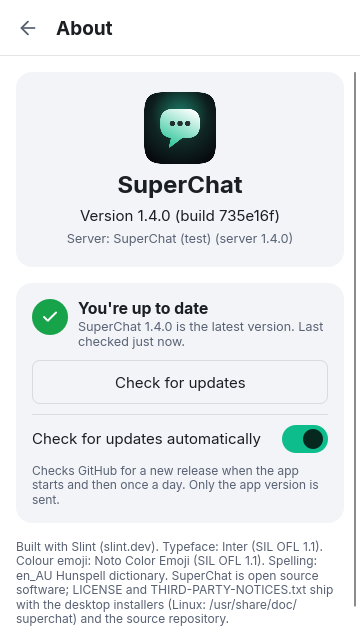 About
SuperChat
Version 1.4.0 (build 735e16f)
Server: SuperChat (test) (server 1.4.0)
You're up to date
SuperChat 1.4.0 is the latest version. Last
checked just now.
Check for updates
Check for updates automatically
Checks GitHub for a new release when the app
starts and then once a day. Only the app version is
sent.
Built with Slint (slint.dev). Typeface: Inter (SIL OFL 1.1).
Colour emoji: Noto Color Emoji (SIL OFL 1.1). Spelling:
en_AU Hunspell dictionary. SuperChat is open source
software; LICENSE and THIRD-PARTY-NOTICES.txt ship
with the desktop installers (Linux: /usr/share/doc/
superchat) and the source repository.